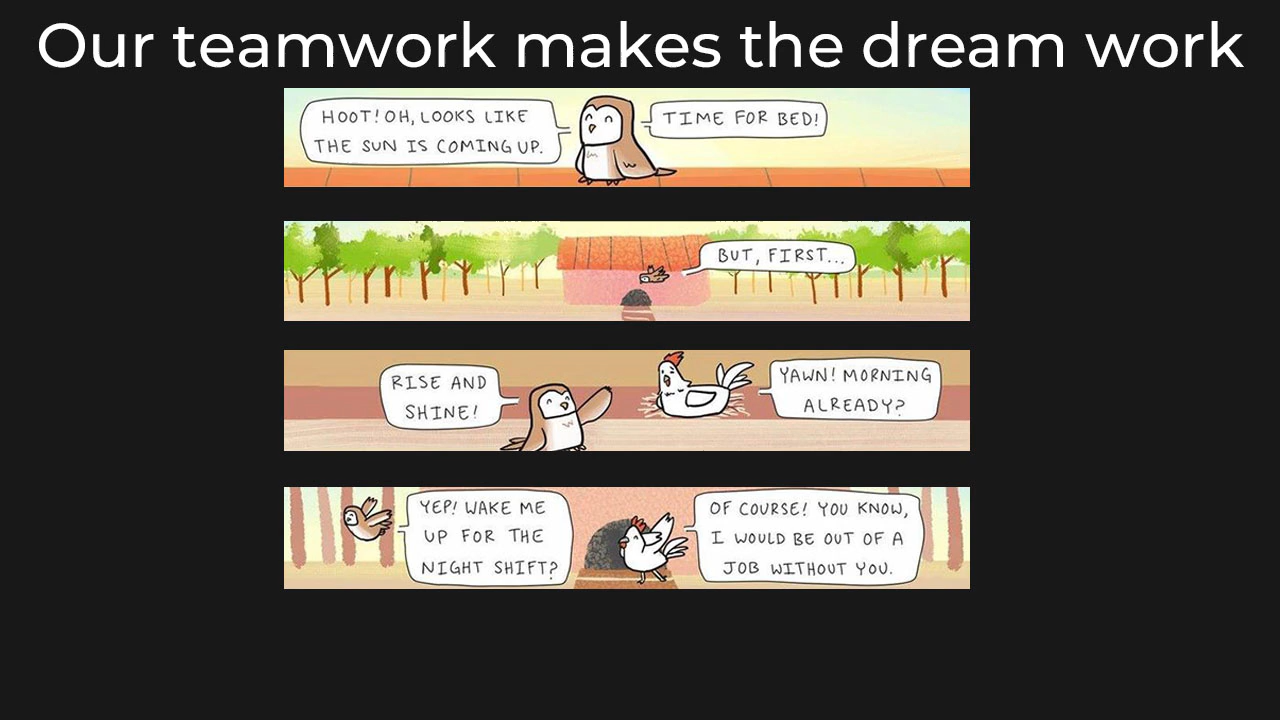 Our teamwork makes the dream work
HOOT! OH, LOOKS LIKE
THE SUN IS COMING UP.
TIME FOR BED!
BUT, FIRST...
RISE AND
SHINE!
YAWN! MORNING
ALREADY?
YEP! WAKE ME
UP FOR THE
NIGHT SHIFT?
OF COURSE! YOU KNOW,
I WOULD BE OUT OF A
JOB WITHOUT YOU.